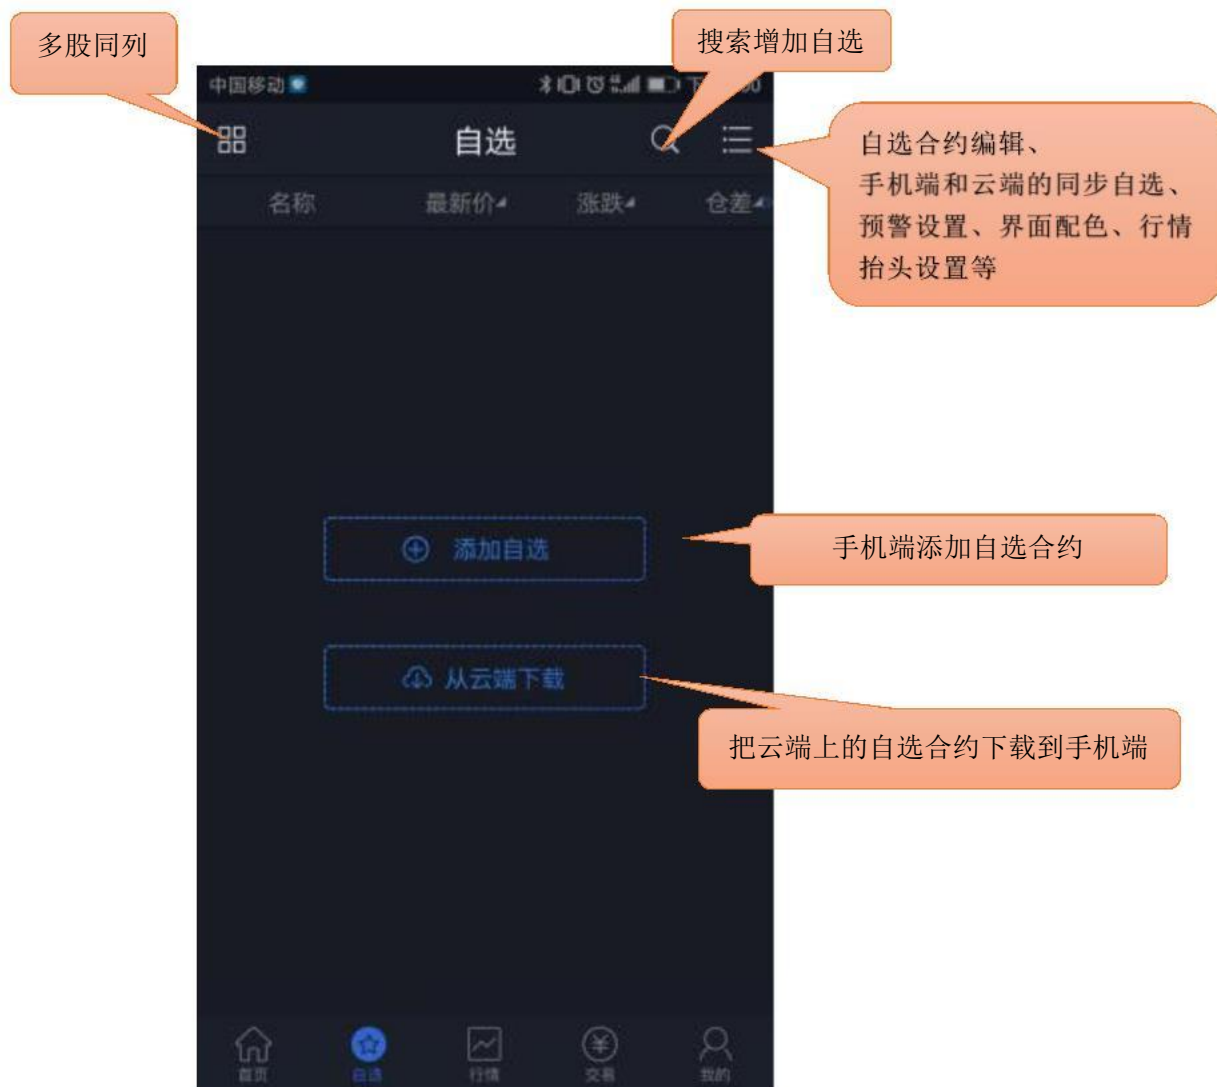 多股同列
搜索增加自选
中国移动
自选
自选合约编辑、
手机端和云端的同步自选、
预警设置、界面配色、行情
抬头设置等
名称 最新价 涨跌 仓差
添加自选
手机端添加自选合约
从云端下载
把云端上的自选合约下载到手机端
首页 自选 行情 交易 我的